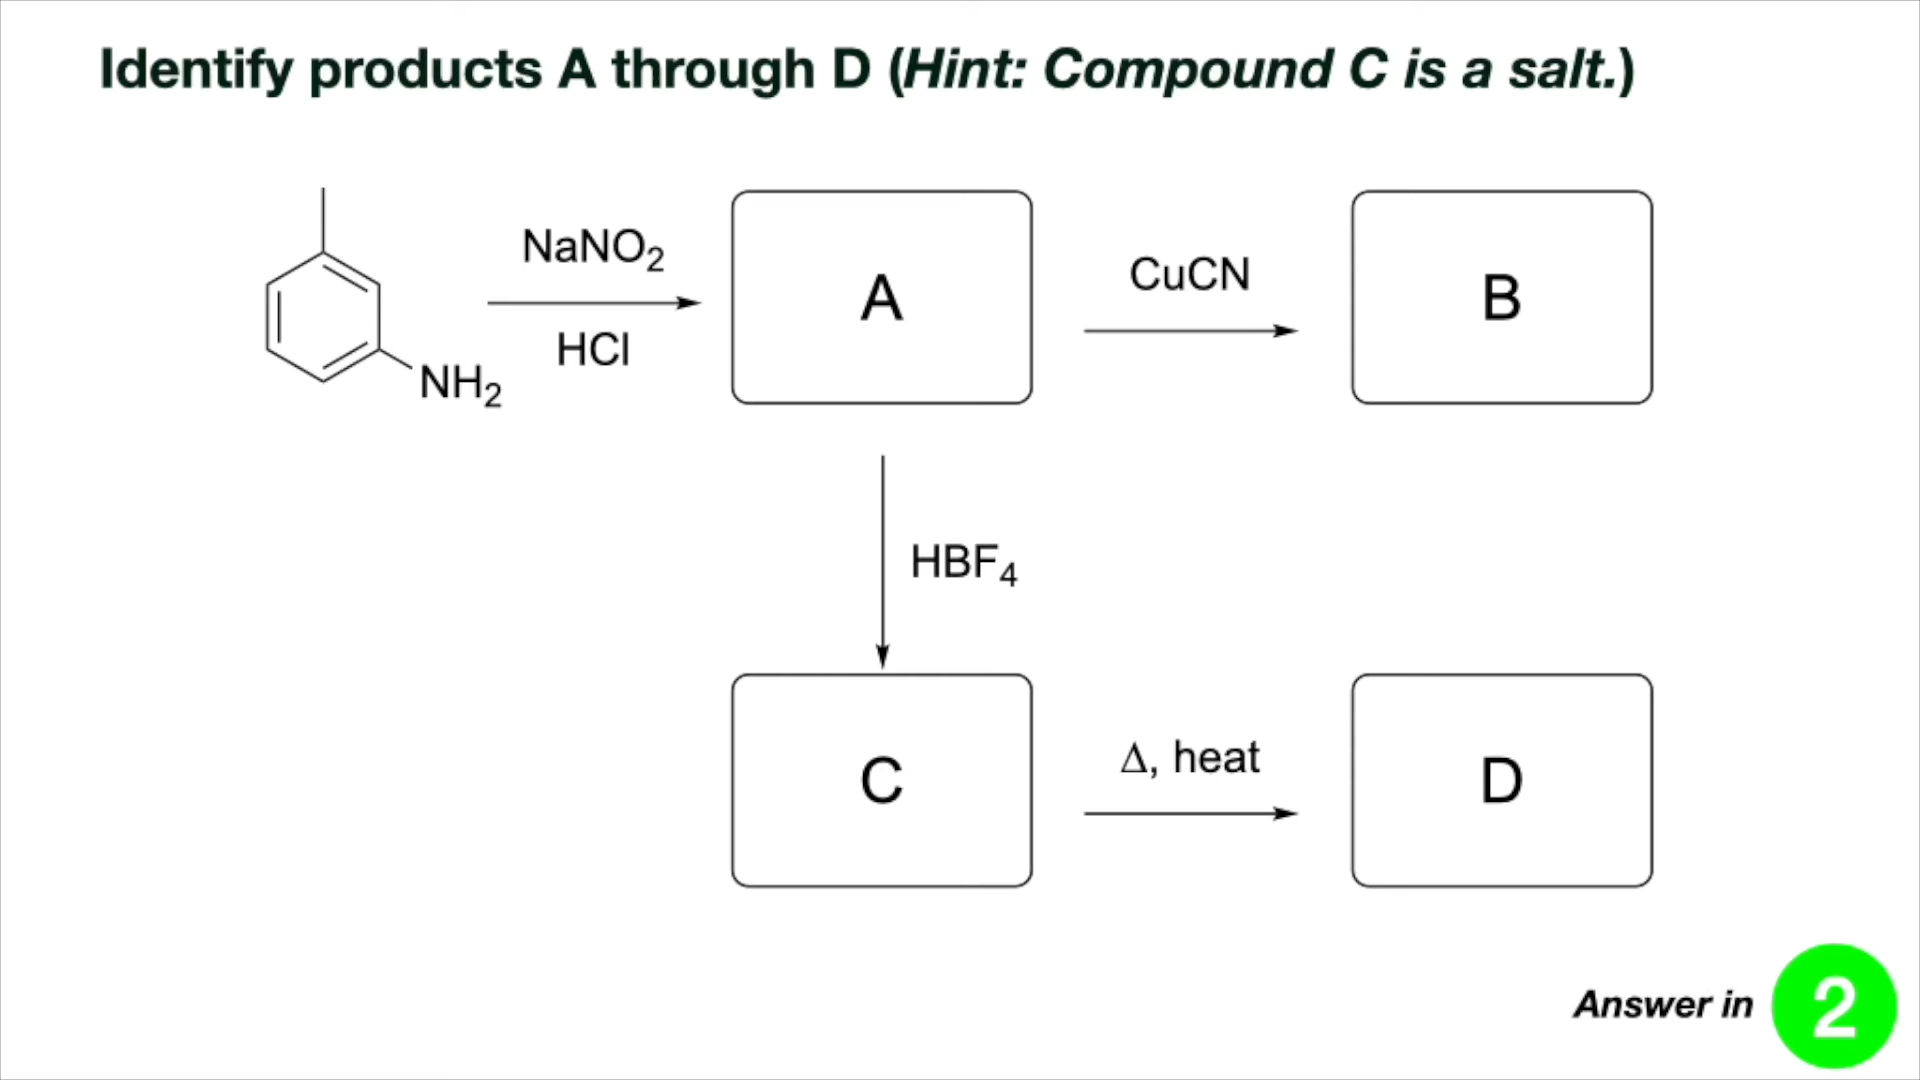 Identify products A through D (Hint: Compound C is a salt.)
NH₂
NaNO₂
HCl
A
CuCN
B
HBF₄
C
Δ, heat
D
Answer in 2